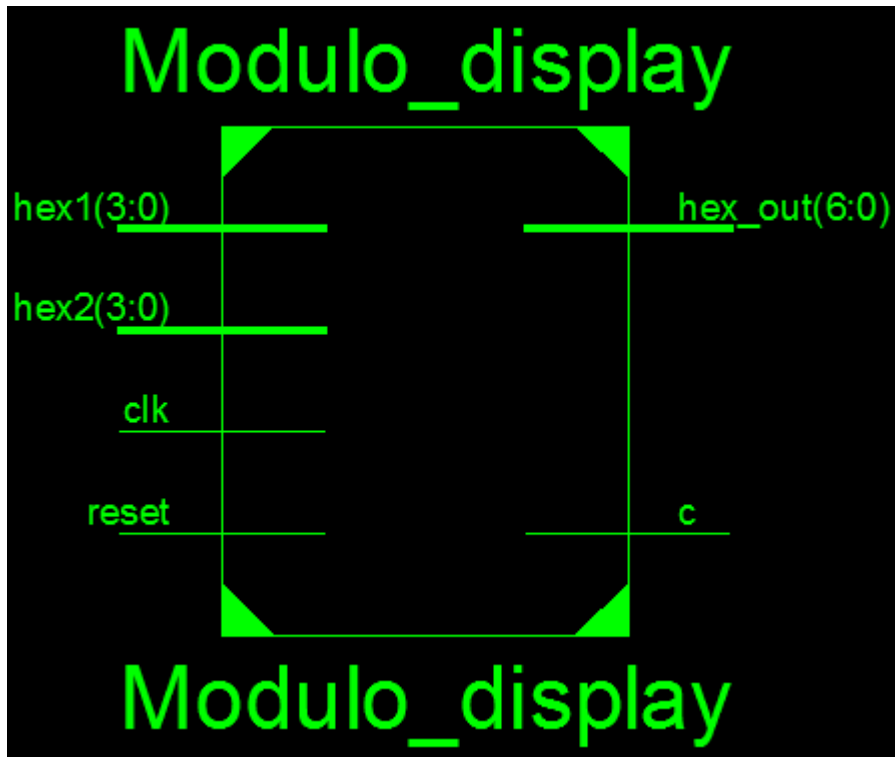 Modulo_display
hex1(3:0)
hex_out(6:0)
hex2(3:0)
clk
reset
c
Modulo_display